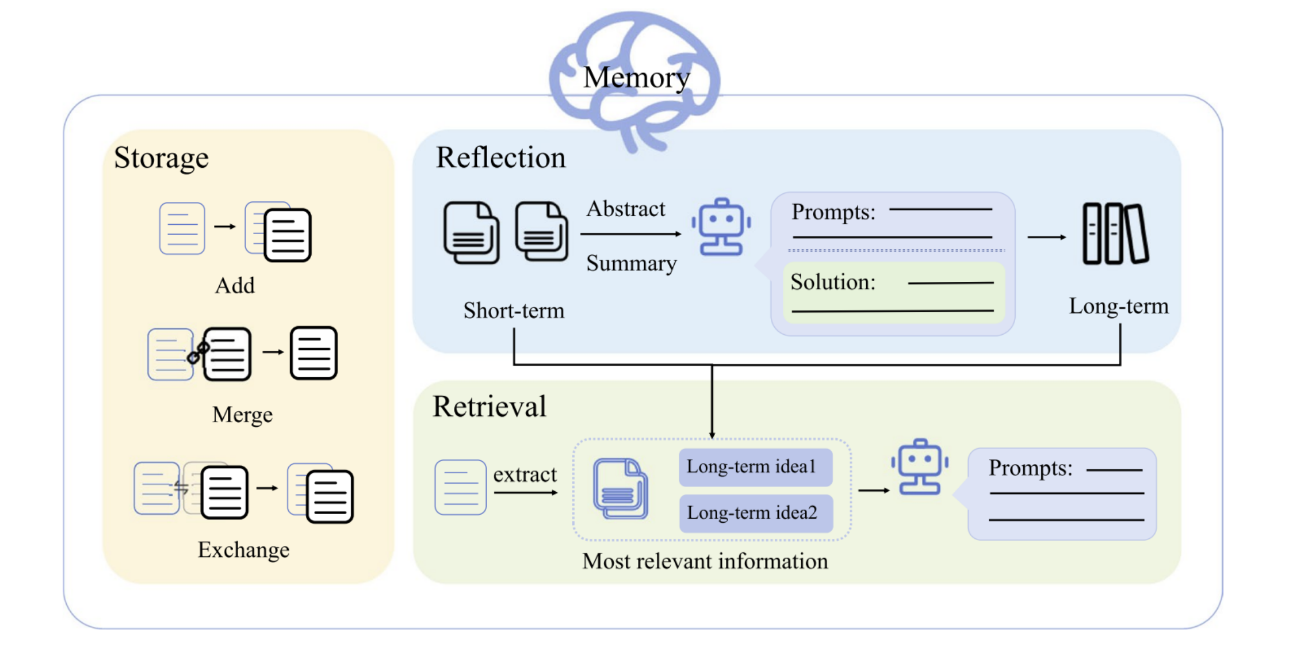 Memory
Storage
Add
Merge
Exchange
Reflection
Abstract
Summary
Prompts:
Solution:
Short-term
Long-term
Retrieval
extract
Long-term idea1
Long-term idea2
Most relevant information
Prompts: